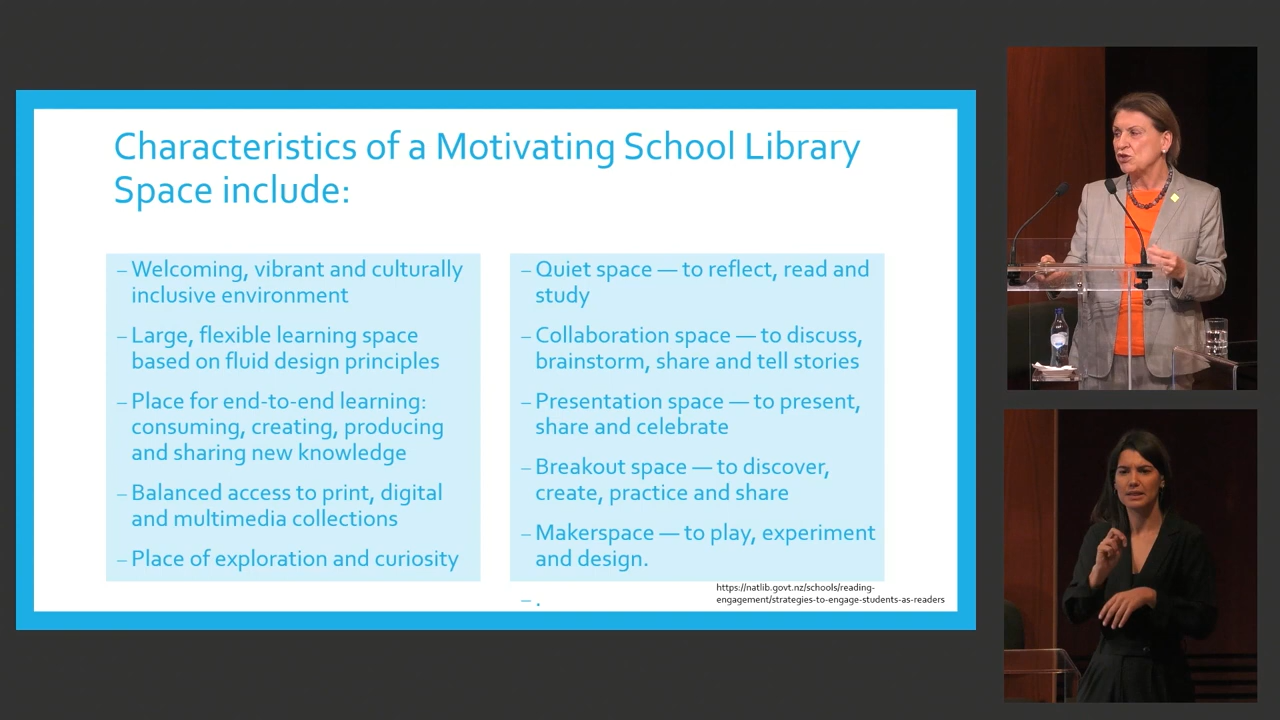 Characteristics of a Motivating School Library
Space include:
– Welcoming, vibrant and culturally
inclusive environment
– Large, flexible learning space
based on fluid design principles
– Place for end-to-end learning:
consuming, creating, producing
and sharing new knowledge
– Balanced access to print, digital
and multimedia collections
– Place of exploration and curiosity
– Quiet space — to reflect, read and
study
– Collaboration space — to discuss,
brainstorm, share and tell stories
– Presentation space — to present,
share and celebrate
– Breakout space — to discover,
create, practice and share
– Makerspace — to play, experiment
and design.
– .
https://natlib.govt.nz/schools/reading-
engagement/strategies-to-engage-students-as-readers